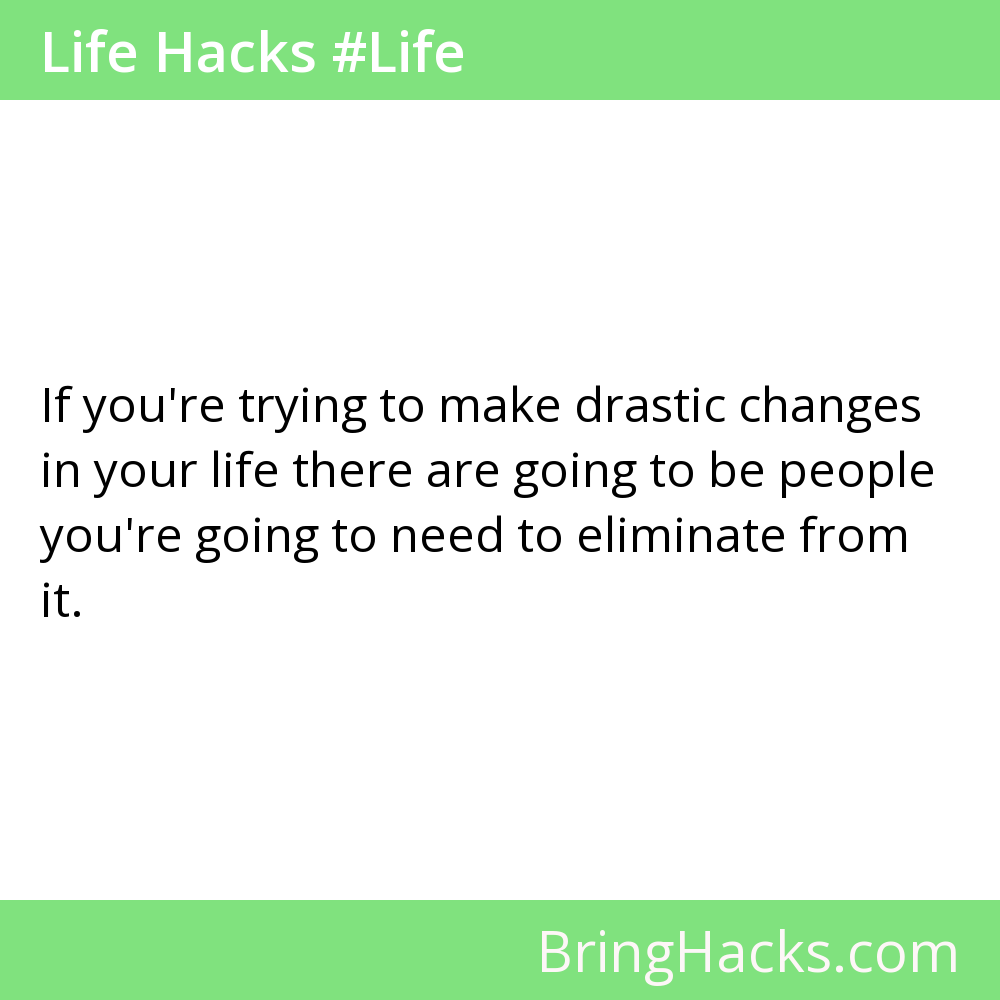 Life Hacks #Life
If you're trying to make drastic changes
in your life there are going to be people
you're going to need to eliminate from
it.
BringHacks.com